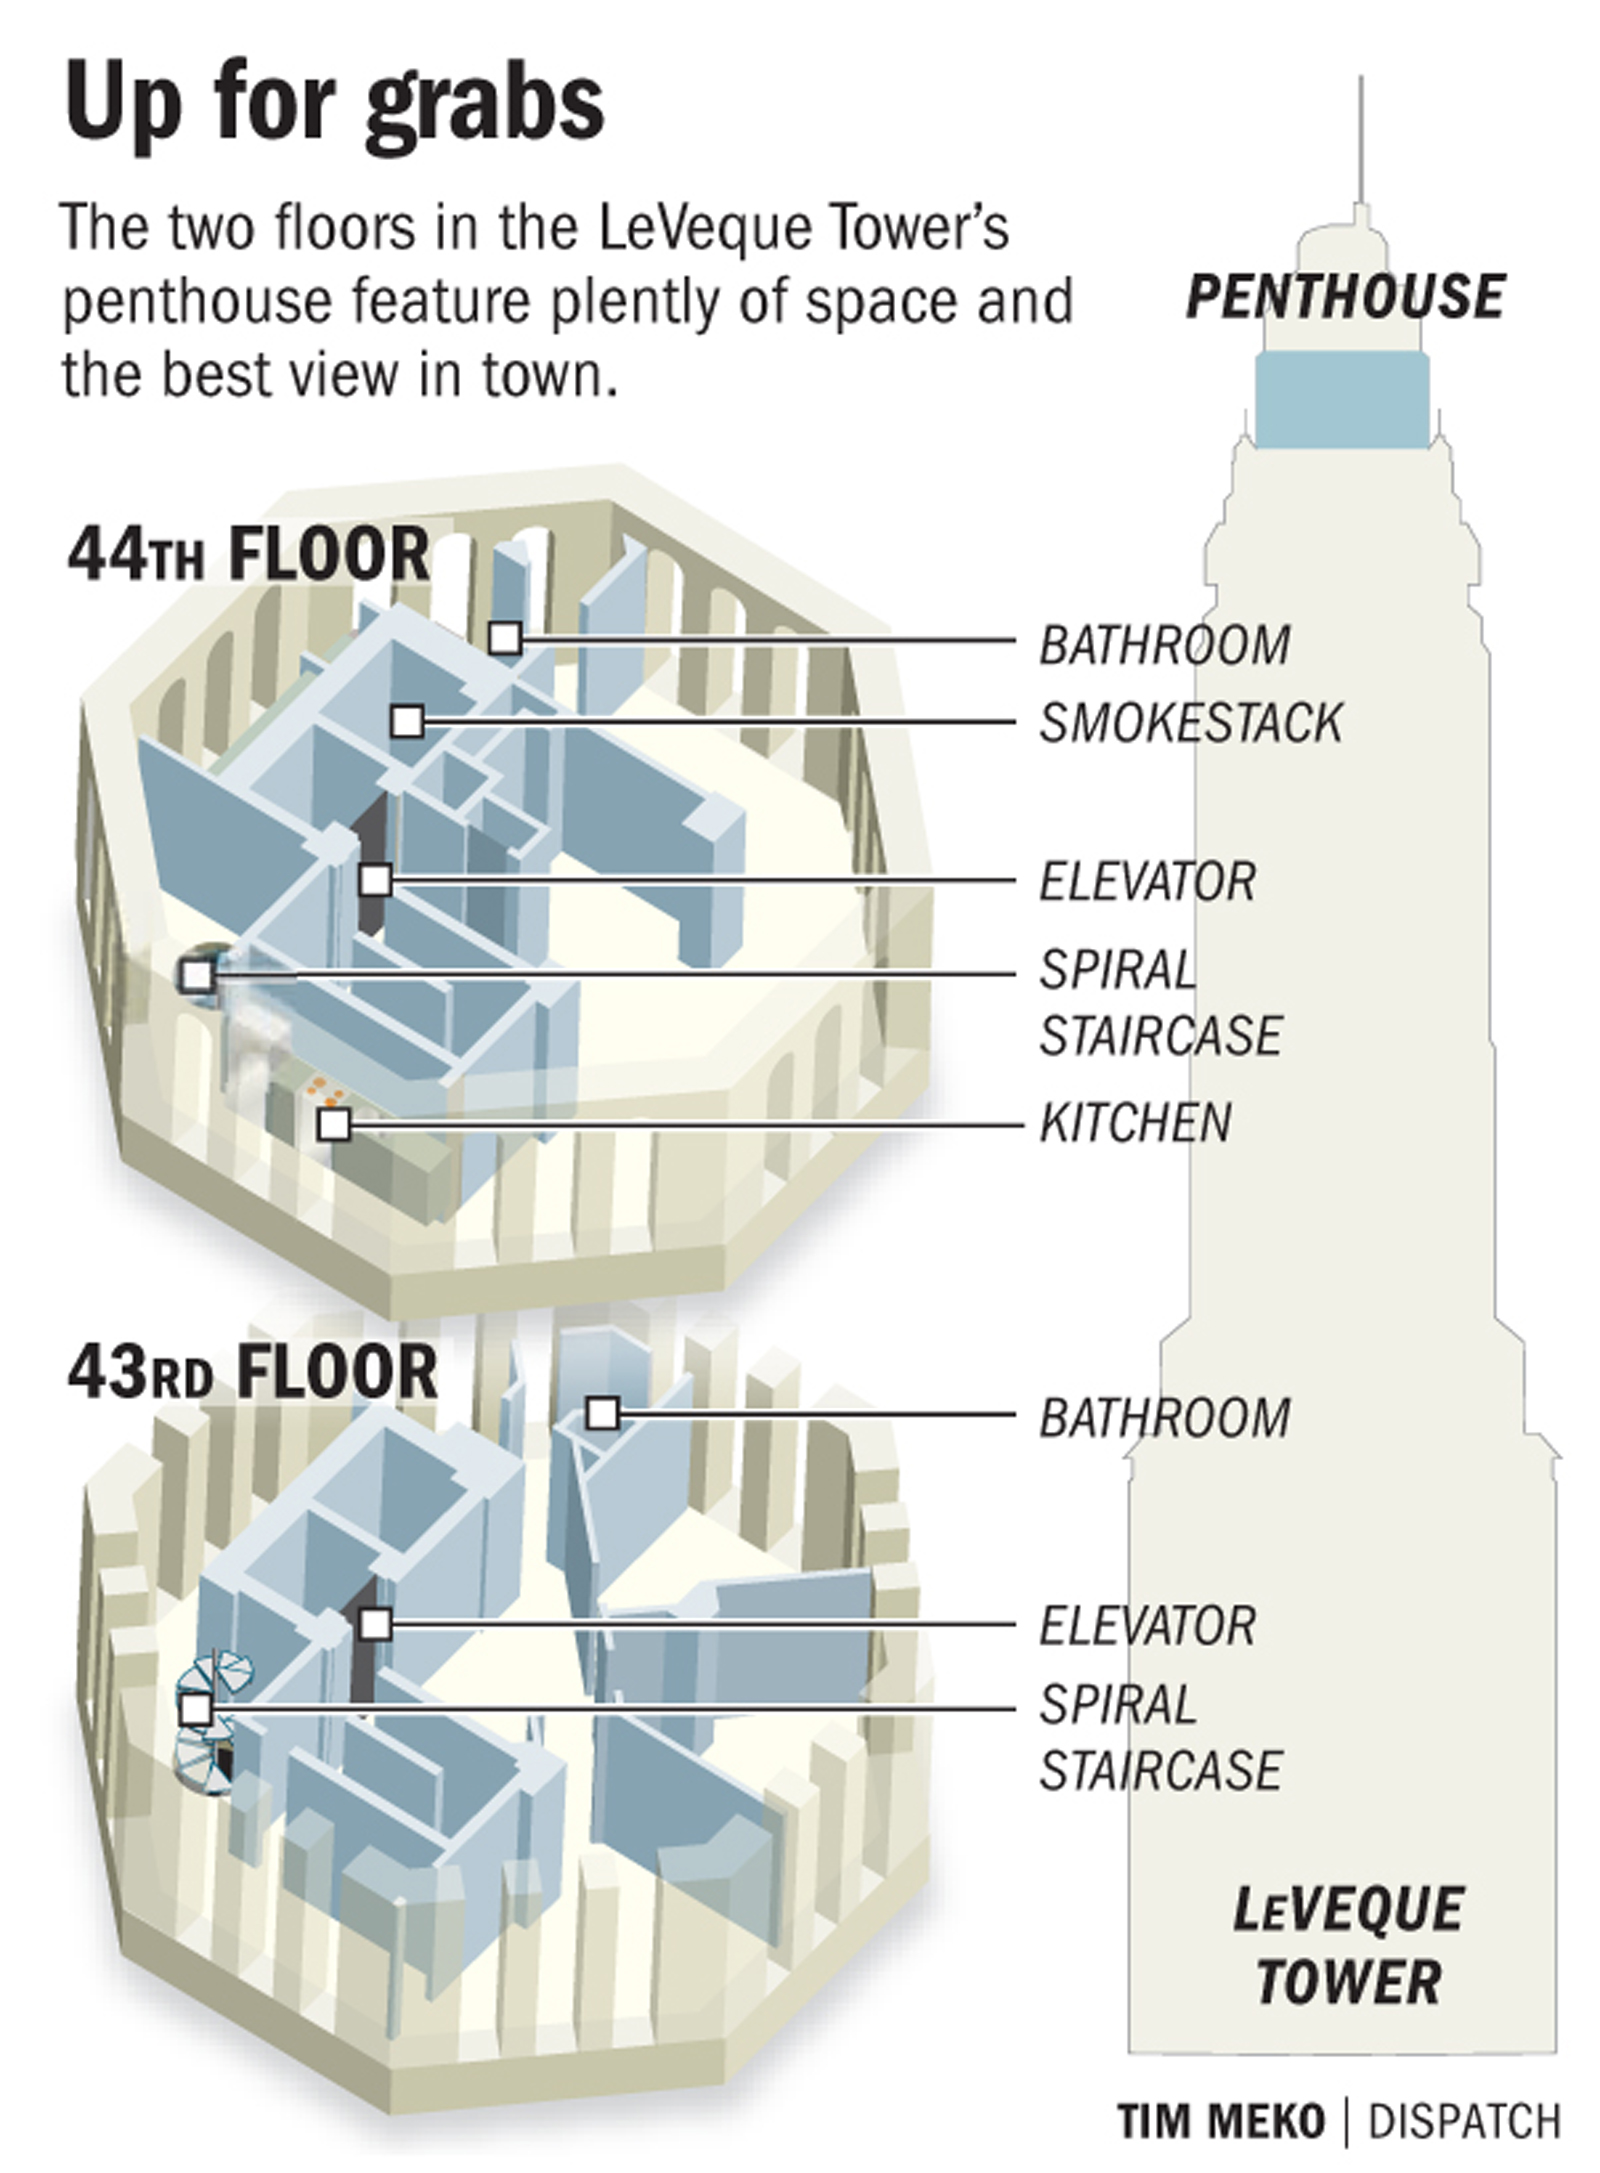 Up for grabs
The two floors in the LeVeque Tower's
penthouse feature plently of space and
the best view in town.
PENTHOUSE
44TH FLOOR
BATHROOM
SMOKESTACK
ELEVATOR
SPIRAL
STAIRCASE
KITCHEN
43RD FLOOR
BATHROOM
ELEVATOR
SPIRAL
STAIRCASE
LEVEQUE
TOWER
TIM MEKO | DISPATCH